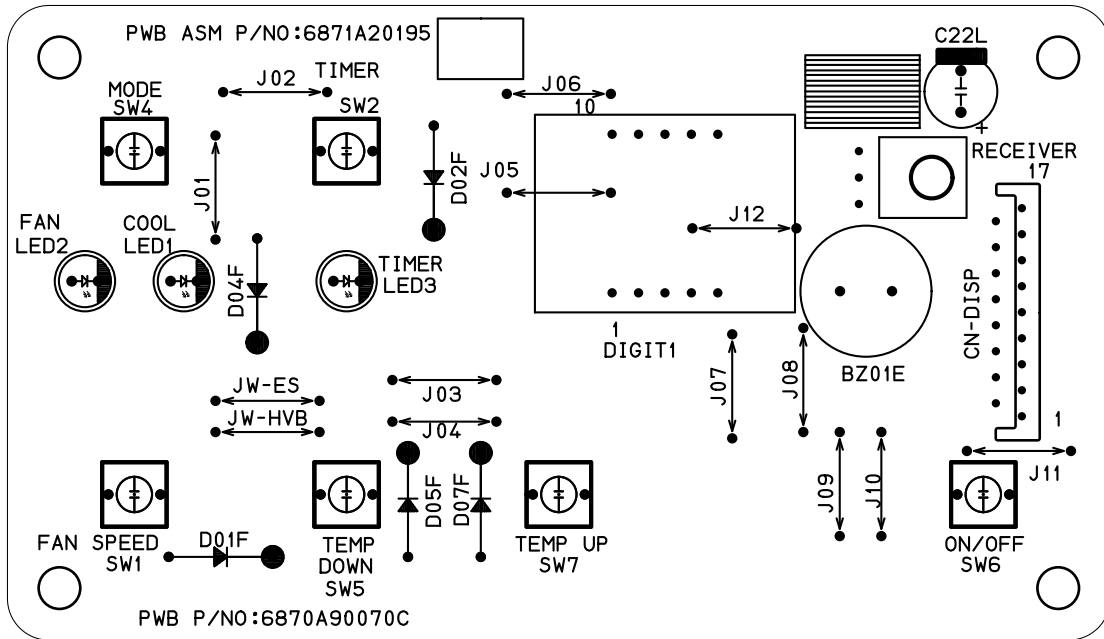 PWB ASM P/NO:6871A20195
C22L
TIMER
J02
J06
MODE
SW4
SW2
10
+
RECEIVER
17
J01
J05
D02F
J12
FAN
LED2
COOL
LED1
D04F
TIMER
LED3
CN-DISP
1
DIGIT1
J07
J08
BZ01E
JW-ES
J03
JW-HVB
J04
1
J11
D05F
D07F
J09
J10
FAN SPEED
SW1
D01F
TEMP
DOWN
SW5
TEMP UP
SW7
ON/OFF
SW6
PWB P/NO:6870A90070C